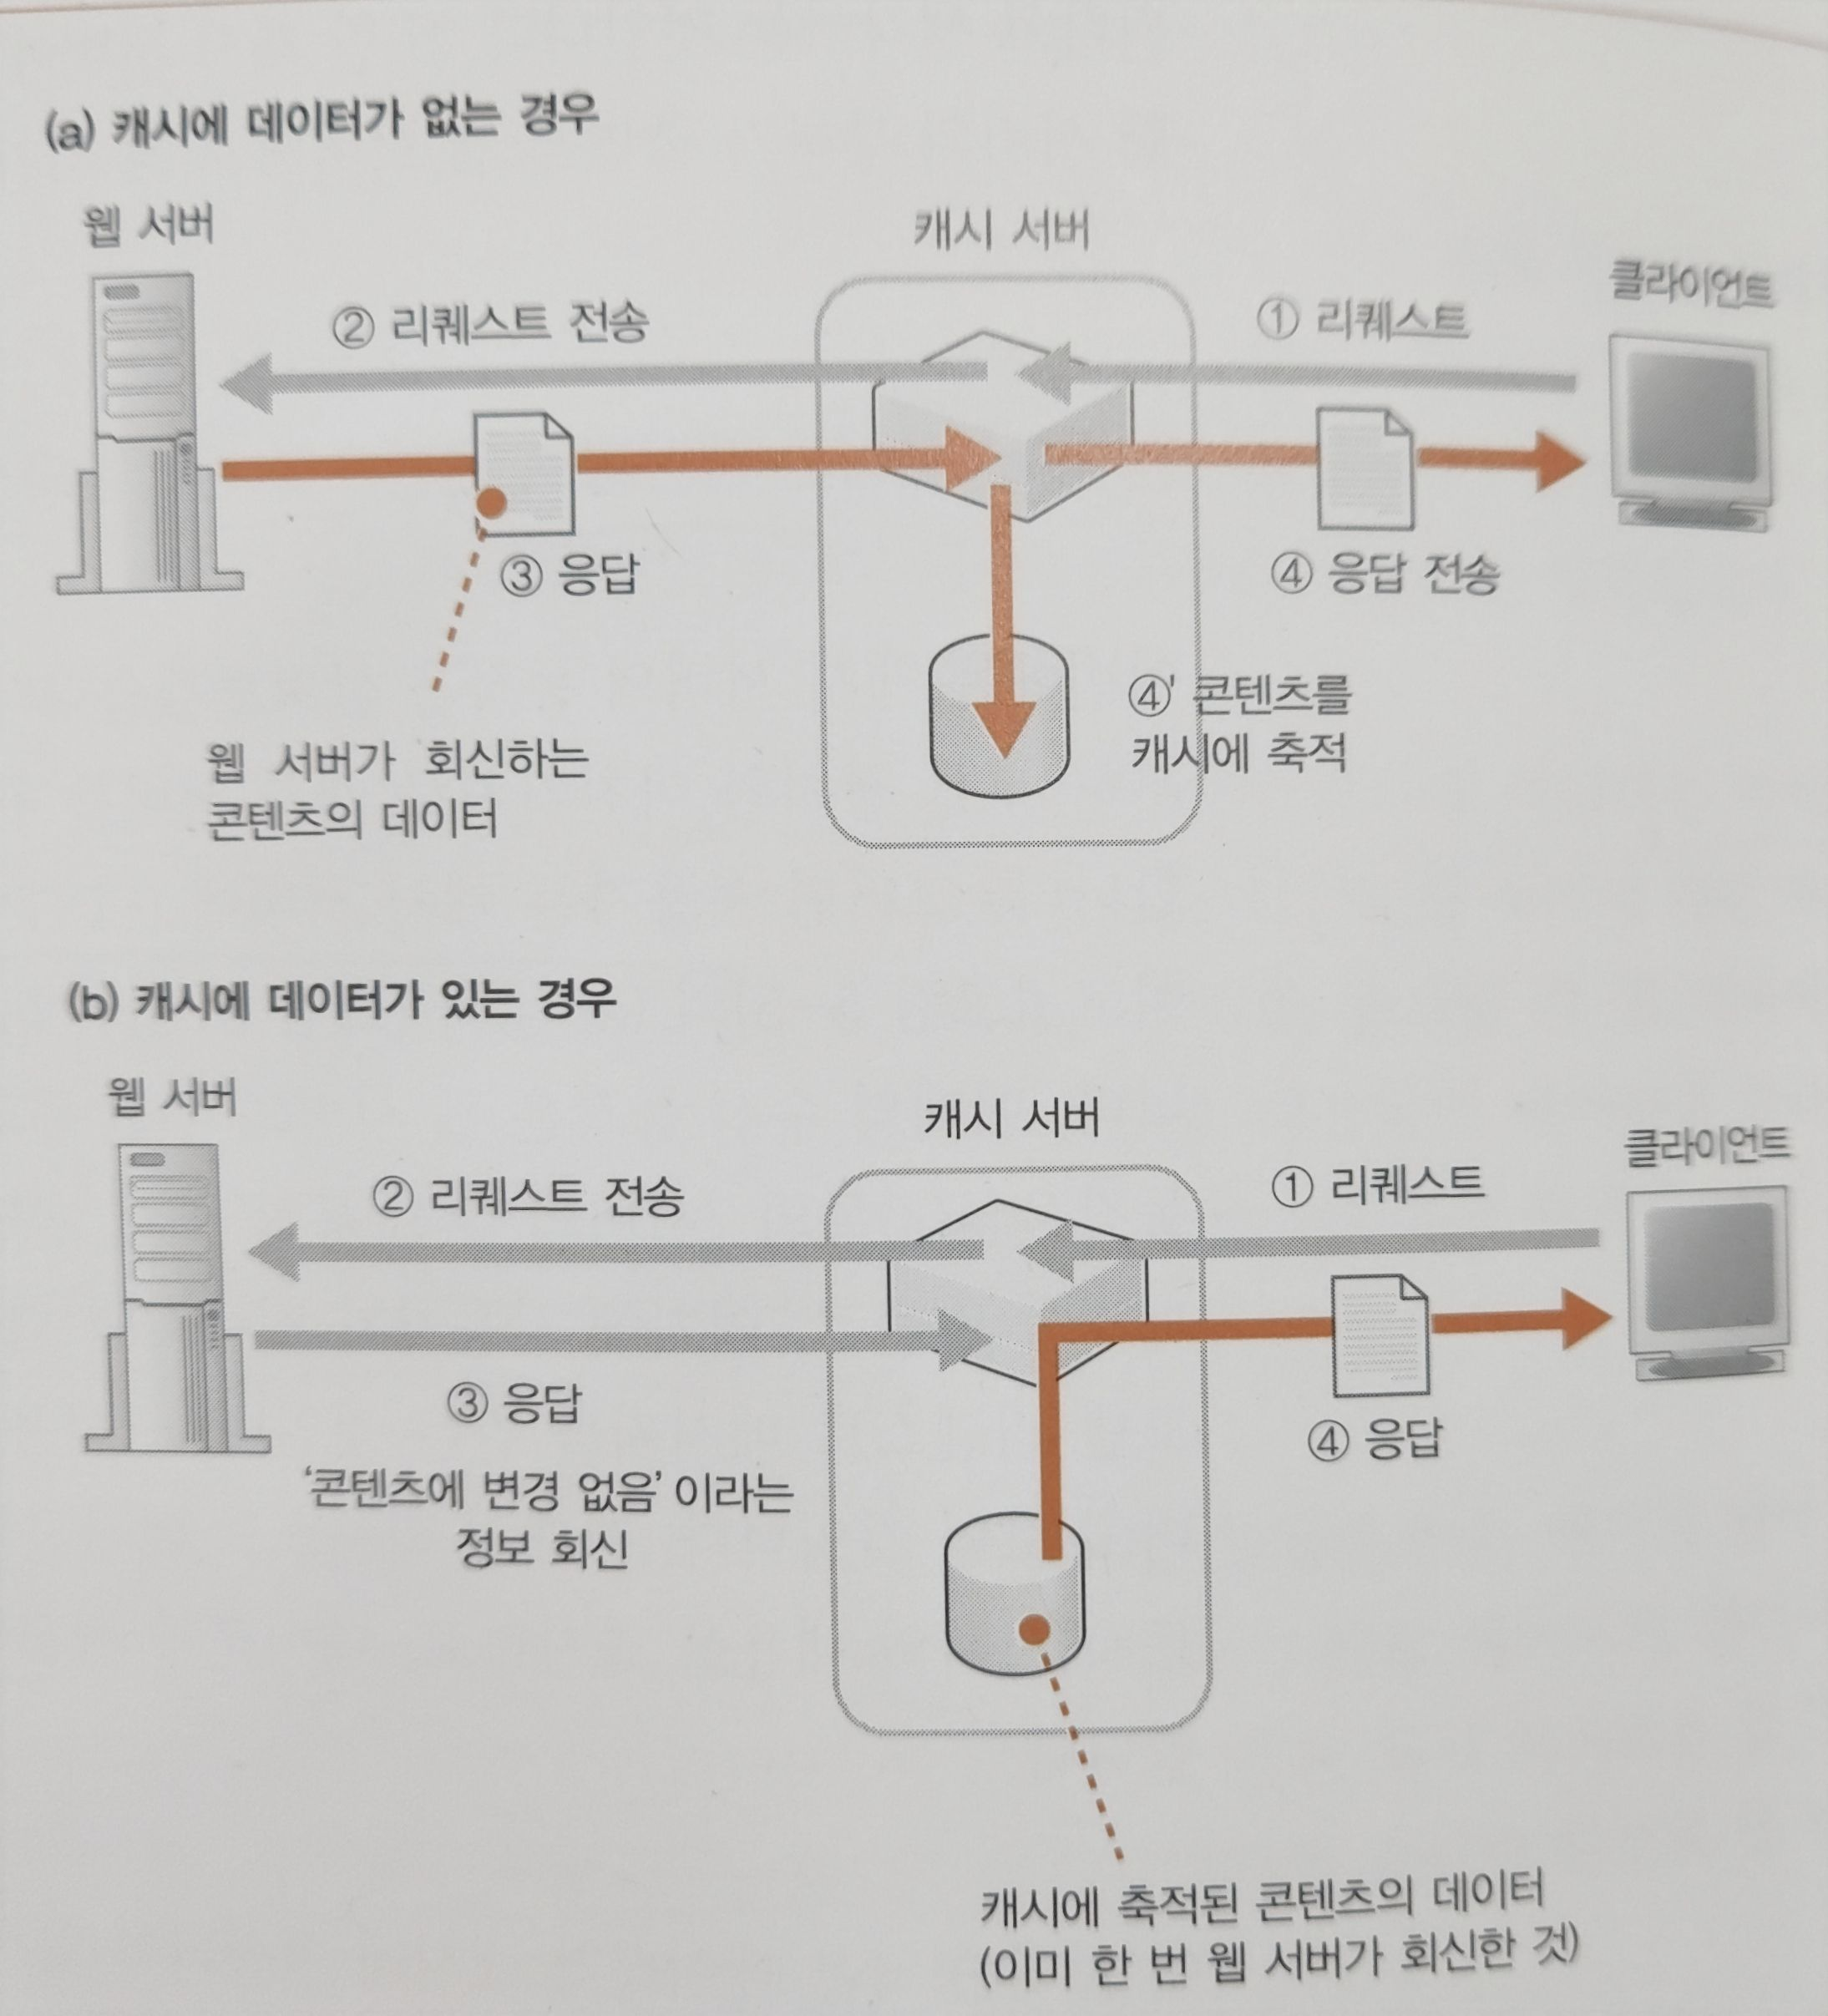 (a) 캐시에 데이터가 없는 경우
웹 서버
캐시 서버
클라이언트
② 리퀘스트 전송
① 리퀘스트
③ 응답
④ 응답 전송
④' 콘텐츠를
캐시에 축적
웹 서버가 회신하는
콘텐츠의 데이터
(b) 캐시에 데이터가 있는 경우
웹 서버
캐시 서버
클라이언트
② 리퀘스트 전송
① 리퀘스트
③ 응답
④ 응답
‘콘텐츠에 변경 없음’ 이라는
정보 회신
캐시에 축적된 콘텐츠의 데이터
(이미 한 번 웹 서버가 회신한 것)